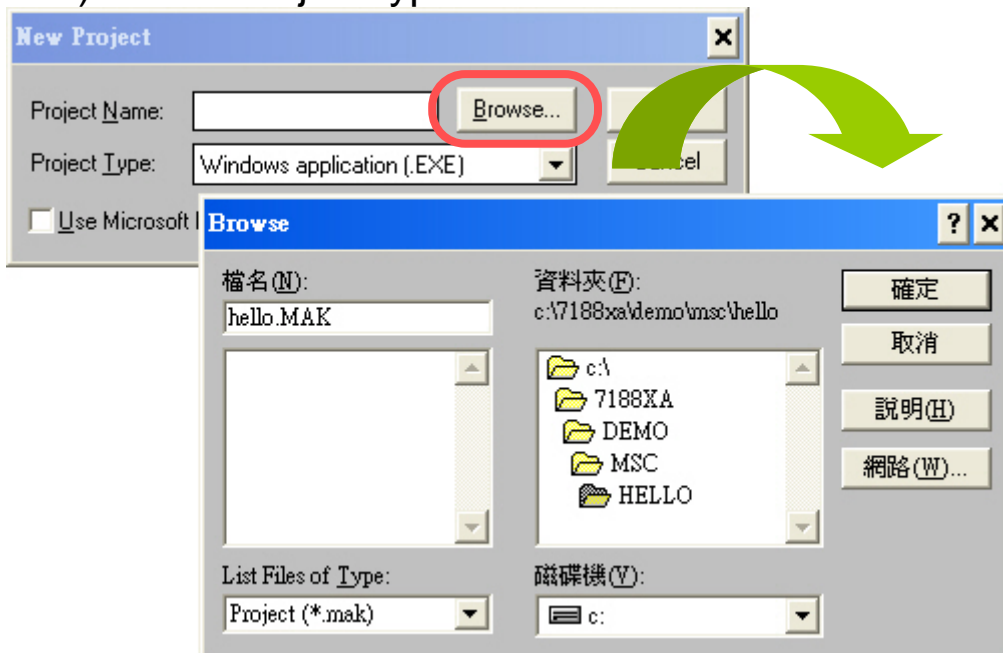 New Project
Project Name:
Browse...
Project Type:
Windows application (.EXE)
Use Microsoft
Browse
檔名(N):
hello.MAK
資料夾(F):
c:\7188xa\demo\msc\hello
確定
取消
c:\
7188XA
DEMO
MSC
HELLO
說明(H)
網路(W)...
List Files of Type:
Project (*.mak)
磁碟機(V):
c: